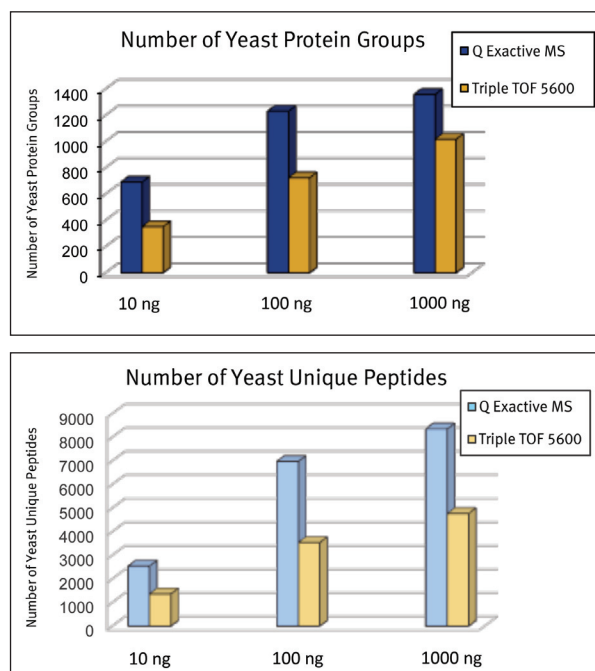 Number of Yeast Protein Groups
Q Exactive MS
Triple TOF 5600
Number of Yeast Protein Groups
1400
1200
1000
800
600
400
200
0
10 ng
100 ng
1000 ng
Number of Yeast Unique Peptides
Q Exactive MS
Triple TOF 5600
Number of Yeast Unique Peptides
9000
8000
7000
6000
5000
4000
3000
2000
1000
0
10 ng
100 ng
1000 ng